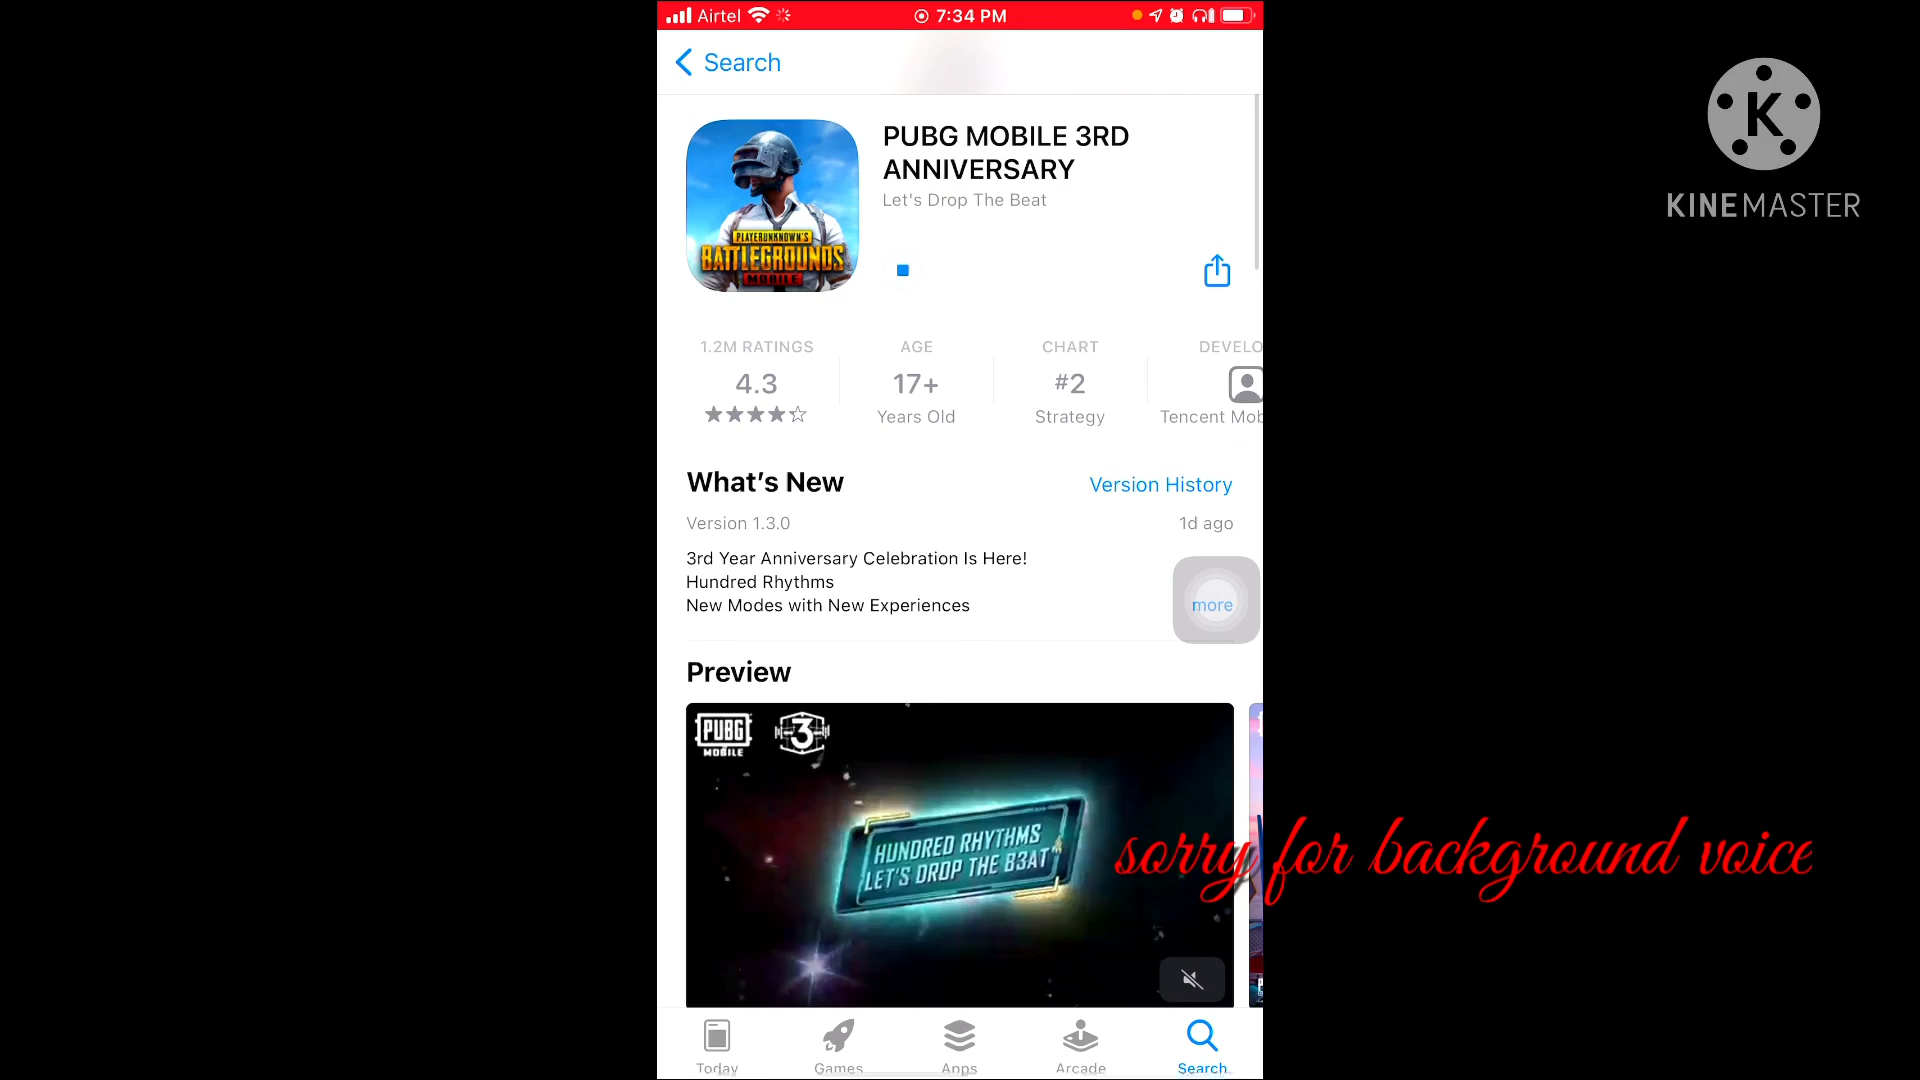 Airtel
7:34 PM
Search
PUBG MOBILE 3RD
ANNIVERSARY
Let's Drop The Beat
PLAYERUNKNOWN'S
BATTLEGROUNDS
MOBILE
1.2M RATINGS
4.3
AGE
17+
Years Old
CHART
#2
Strategy
DEVELO
Tencent Mob
What's New
Version History
Version 1.3.0
1d ago
3rd Year Anniversary Celebration Is Here!
Hundred Rhythms
New Modes with New Experiences
more
Preview
PUBG
MOBILE
3
HUNDRED RHYTHMS
LET'S DROP THE B3AT
sorry for background voice
Today
Games
Apps
Arcade
Search
K
KINEMASTER